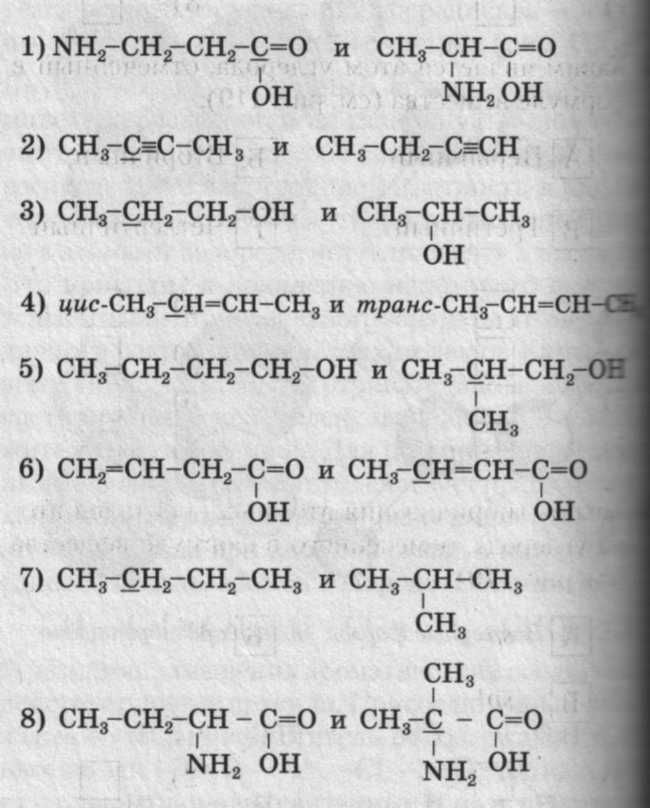 1) NH₂–CH₂–CH₂–C=O и CH₃–CH–C=O
OH NH₂ OH
2) CH₃–C≡C–CH₃ и CH₃–CH₂–C≡CH
3) CH₃–CH₂–CH₂–OH и CH₃–CH–CH₃
OH
4) цис-CH₃–CH=CH–CH₃ и транс-CH₃–CH=CH–CH₃
5) CH₃–CH₂–CH₂–CH₂–OH и CH₃–CH–CH₂–OH
CH₃
6) CH₂=CH–CH₂–C=O и CH₃–CH=CH–C=O
OH OH
7) CH₃–CH₂–CH₂–CH₃ и CH₃–CH–CH₃
CH₃
CH₃
8) CH₃–CH₂–CH–C=O и CH₃–C–C=O
NH₂ OH NH₂ OH